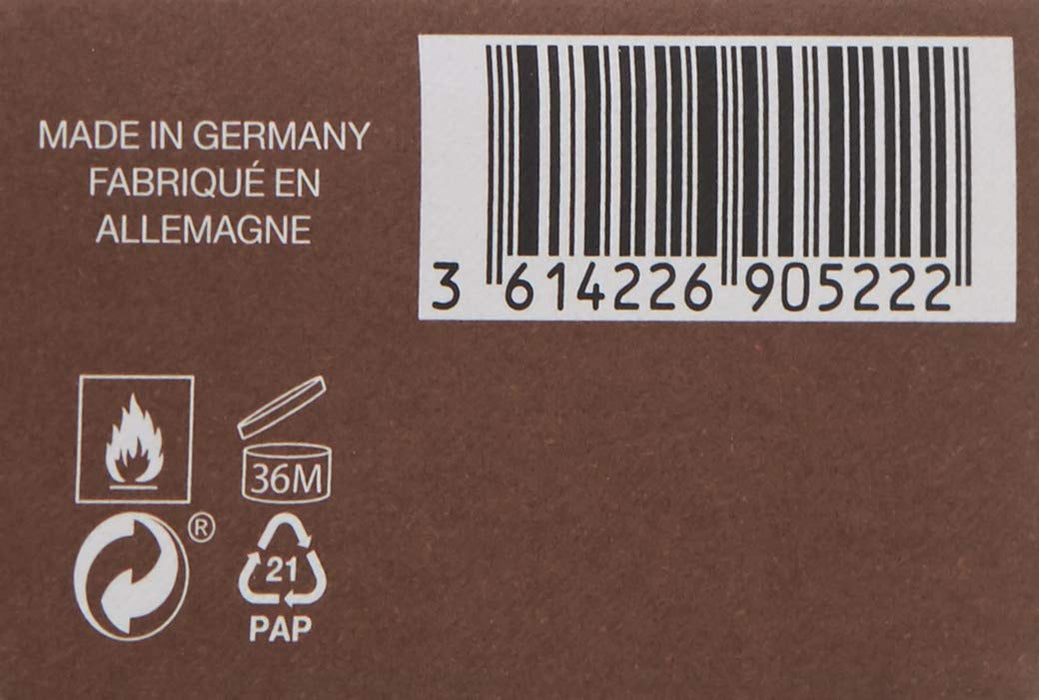 MADE IN GERMANY
FABRIQUÉ EN
ALLEMAGNE
3 614226 905222
36M
®
21
PAP